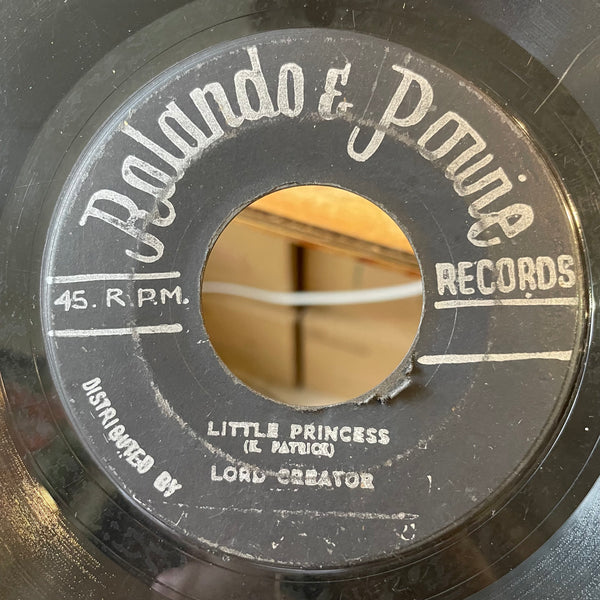 Rolando & Powie
RECORDS
45. R.P.M.
DISTRIBUTED BY
LITTLE PRINCESS
(K. PATRICK)
LORD CREATOR